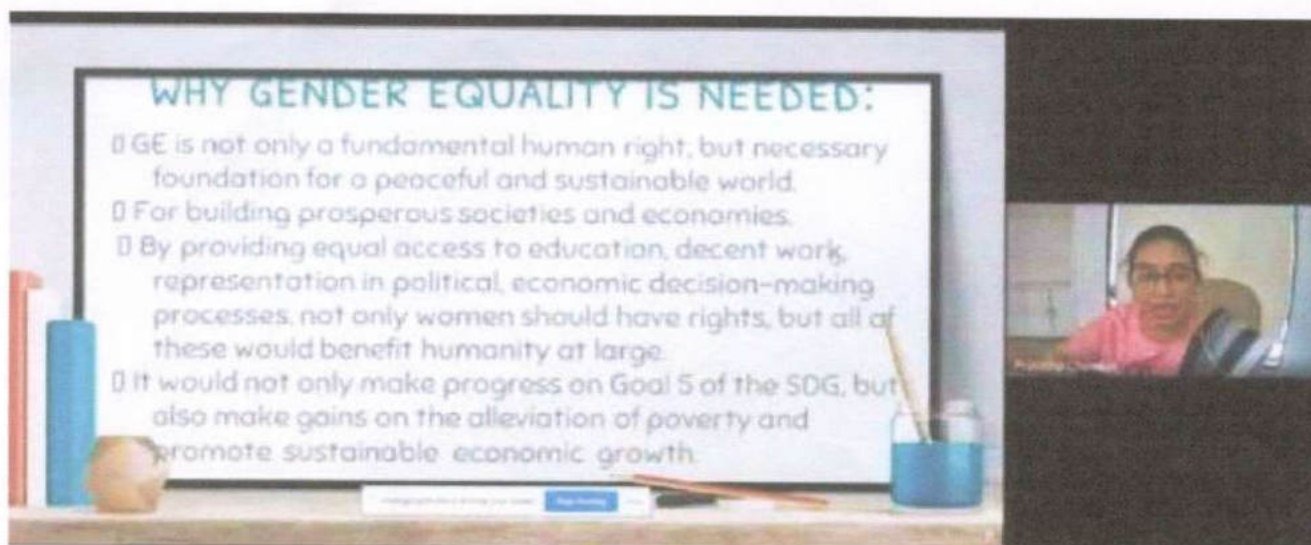 WHY GENDER EQUALITY IS NEEDED:
GE is not only a fundamental human right, but necessary
foundation for a peaceful and sustainable world.
For building prosperous societies and economies.
By providing equal access to education, decent work,
representation in political, economic decision-making
processes, not only women should have rights, but all of
these would benefit humanity at large.
It would not only make progress on Goal 5 of the SDG, but
also make gains on the alleviation of poverty and
promote sustainable economic growth.